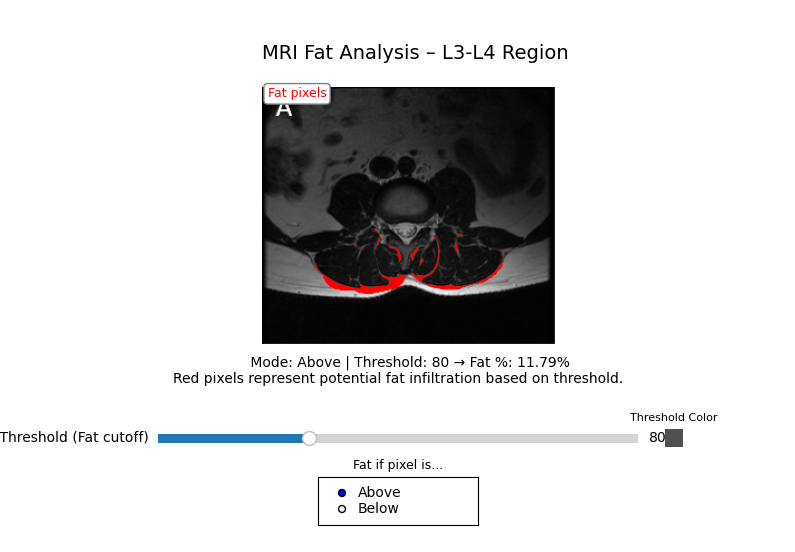 MRI Fat Analysis – L3-L4 Region
Fat pixels
A
Mode: Above | Threshold: 80 → Fat %: 11.79%
Red pixels represent potential fat infiltration based on threshold.
Threshold Color
Threshold (Fat cutoff) 80
Fat if pixel is...
Above
Below